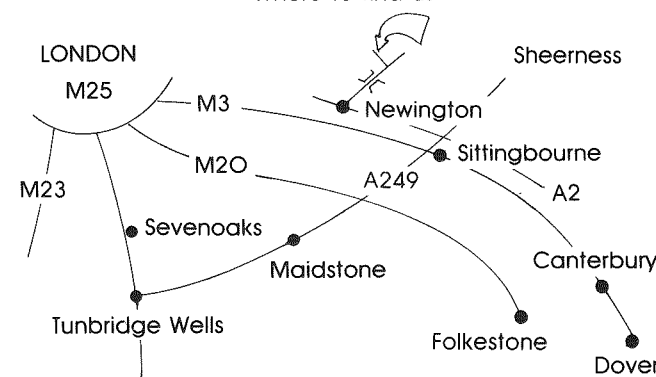 LONDON
M25
Sheerness
M3
Newington
Sittingbourne
M20
A249
M23
A2
Sevenoaks
Canterbury
Maidstone
Tunbridge Wells
Folkestone
Dover